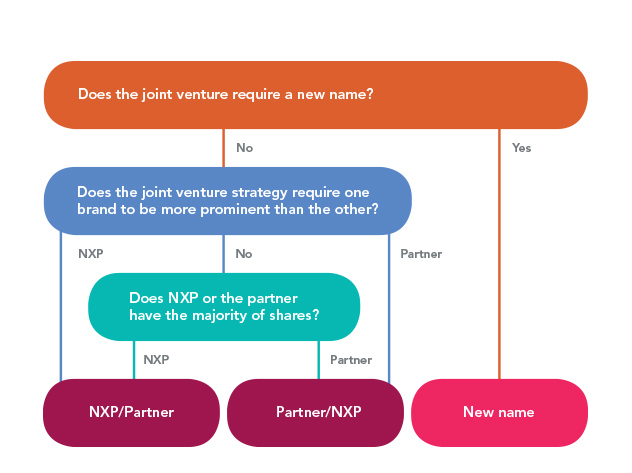 Does the joint venture require a new name?
No
Yes
Does the joint venture strategy require one
brand to be more prominent than the other?
NXP
No
Partner
Does NXP or the partner
have the majority of shares?
NXP
Partner
NXP/Partner
Partner/NXP
New name